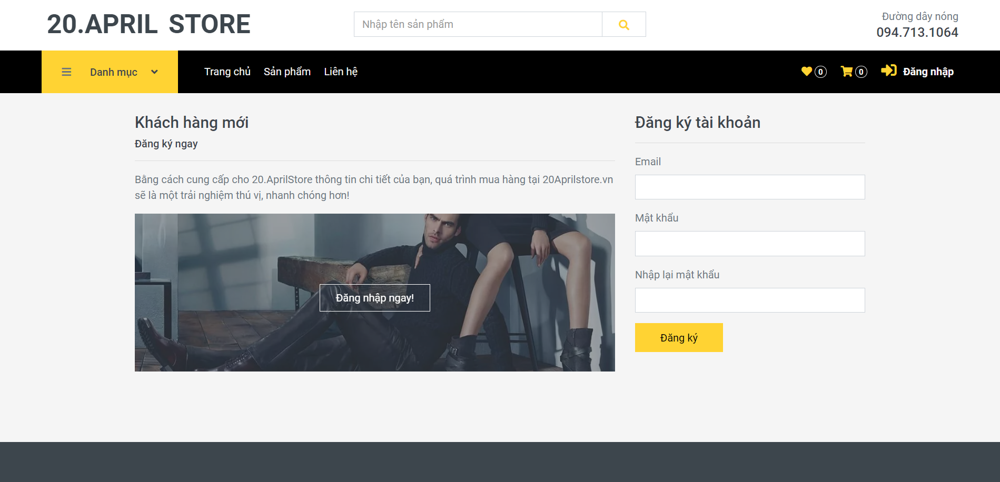 20.APRIL STORE
Nhập tên sản phẩm
Đường dây nóng
094.713.1064
Danh mục
Trang chủ Sản phẩm Liên hệ
0 0 Đăng nhập
Khách hàng mới
Đăng ký ngay
Bằng cách cung cấp cho 20.AprilStore thông tin chi tiết của bạn, quá trình mua hàng tại 20Aprilstore.vn
sẽ là một trải nghiệm thú vị, nhanh chóng hơn!
Đăng nhập ngay!
Đăng ký tài khoản
Email
Mật khẩu
Nhập lại mật khẩu
Đăng ký